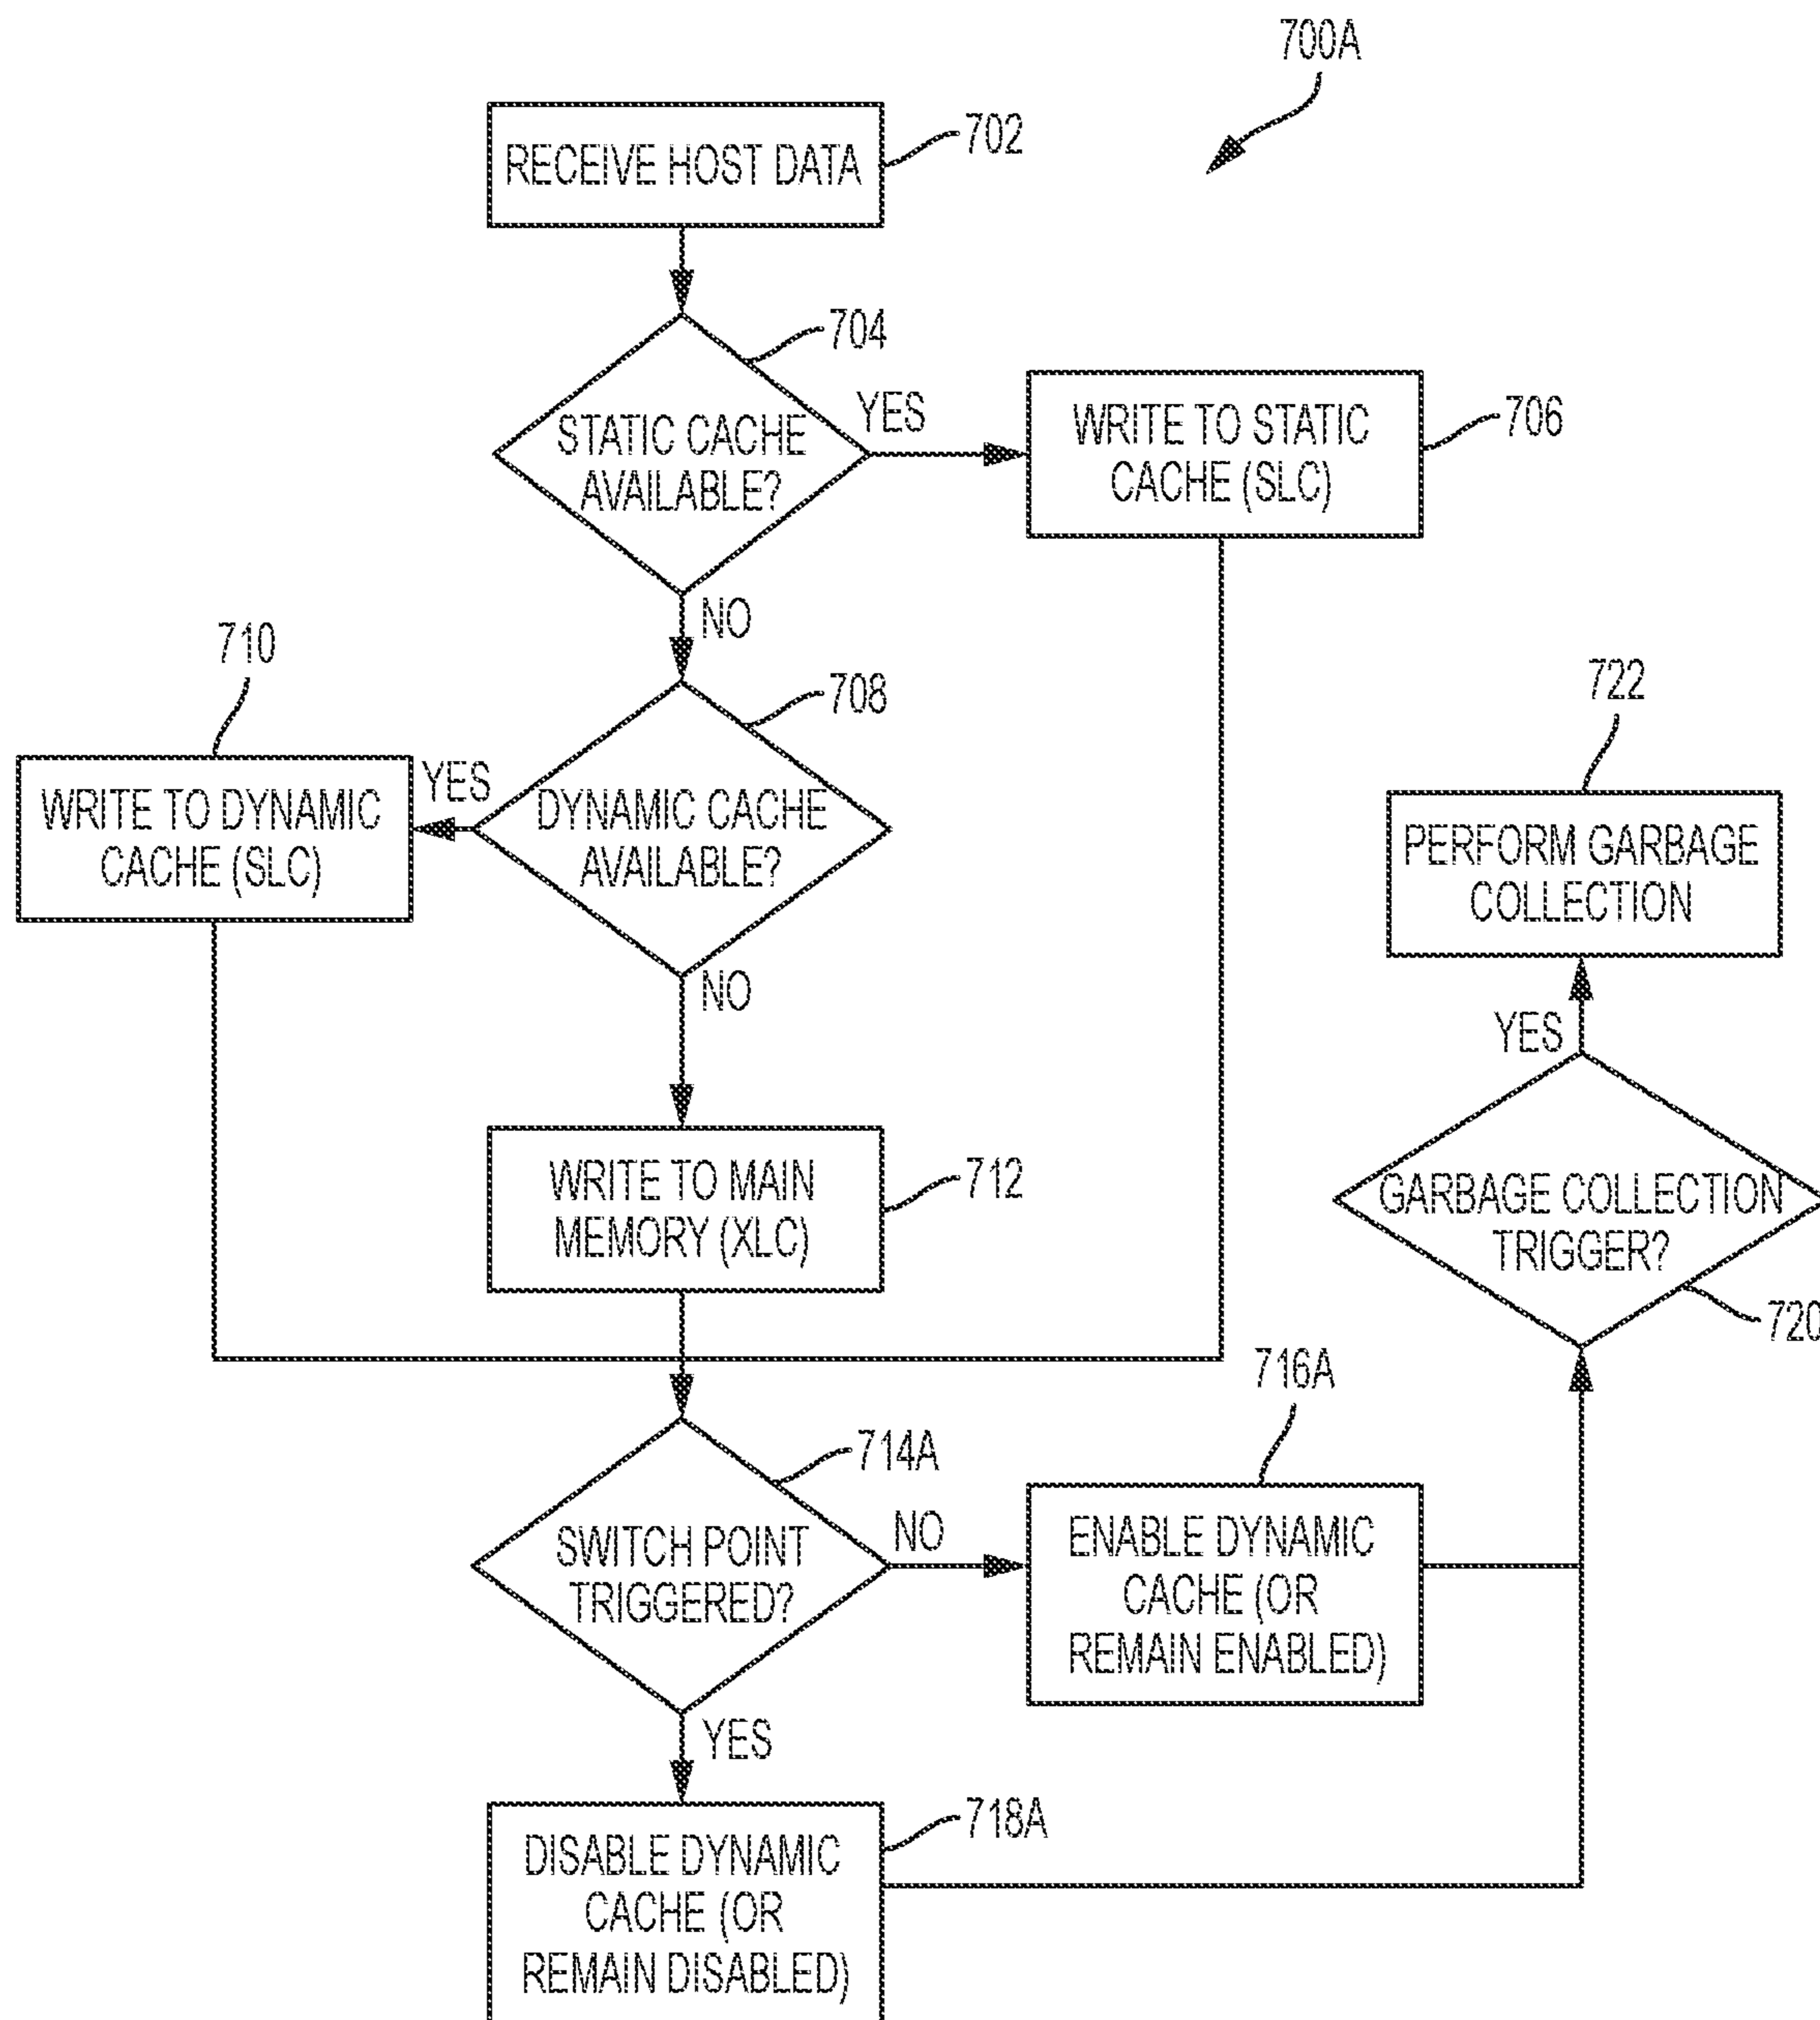 700A
RECEIVE HOST DATA
702
704
STATIC CACHE
AVAILABLE?
YES
WRITE TO STATIC
CACHE (SLC)
706
NO
710
708
722
WRITE TO DYNAMIC
CACHE (SLC)
YES
DYNAMIC CACHE
AVAILABLE?
PERFORM GARBAGE
COLLECTION
NO
YES
WRITE TO MAIN
MEMORY (XLC)
712
GARBAGE COLLECTION
TRIGGER?
720
716A
714A
SWITCH POINT
TRIGGERED?
NO
ENABLE DYNAMIC
CACHE (OR
REMAIN ENABLED)
YES
718A
DISABLE DYNAMIC
CACHE (OR
REMAIN DISABLED)